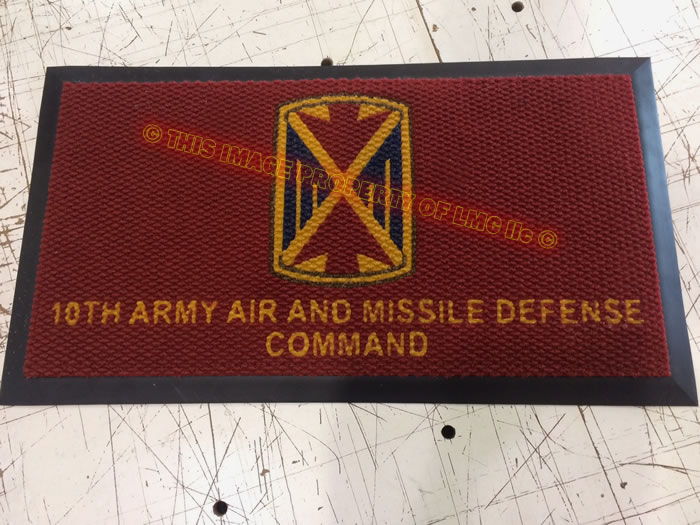 © THIS IMAGE PROPERTY OF LMC llc ©
10TH ARMY AIR AND MISSILE DEFENSE
COMMAND